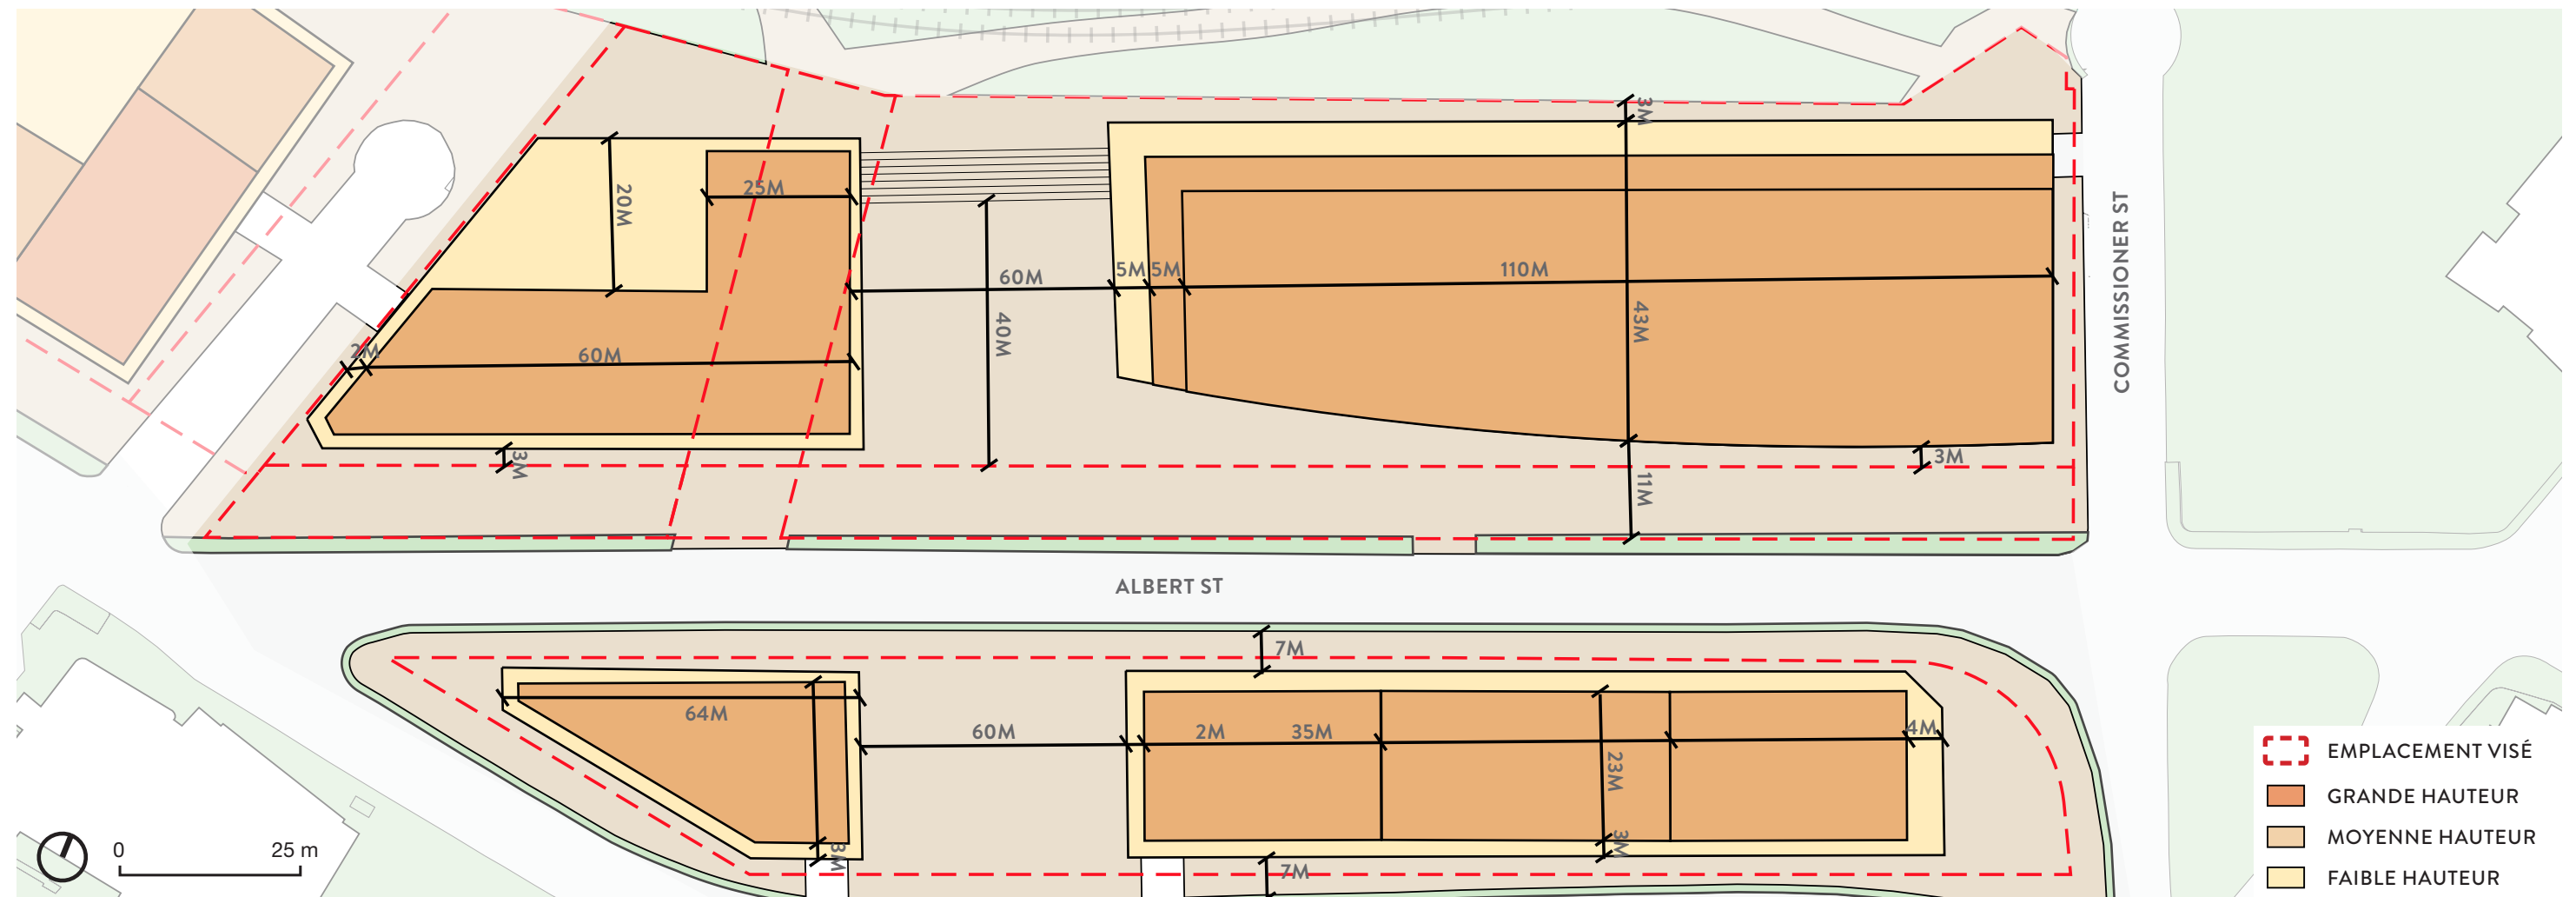 3M
25M
20M
60M
5M
5M
110M
43M
40M
2M
60M
3M
3M
11M
COMMISSIONER ST
ALBERT ST
7M
64M
60M
2M
35M
23M
4M
3M
3M
7M
0
25 m
EMPLACEMENT VISÉ
GRANDE HAUTEUR
MOYENNE HAUTEUR
FAIBLE HAUTEUR